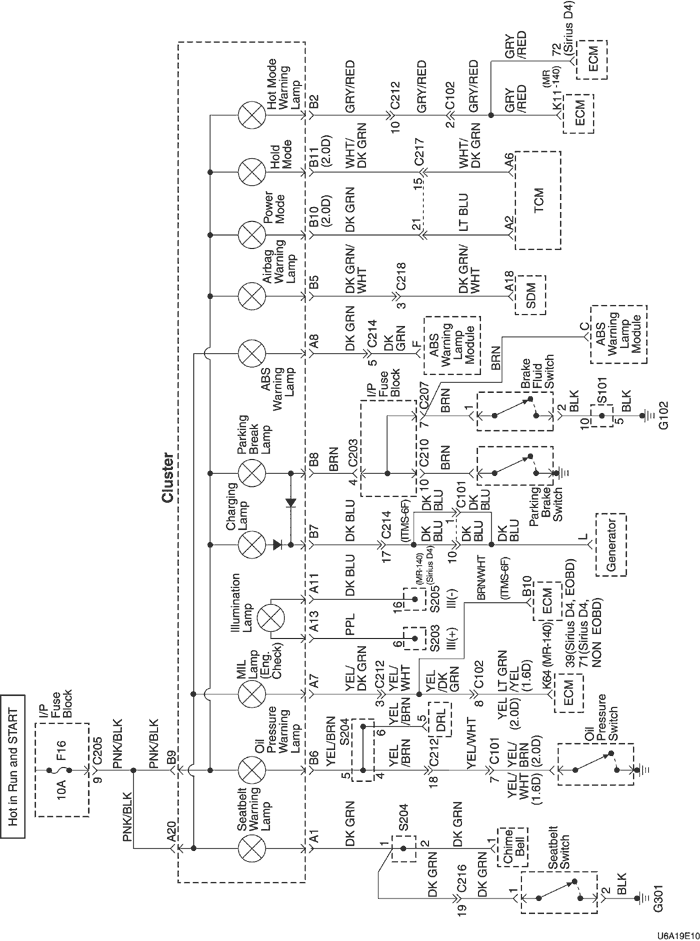 Hot in Run and START
I/P
Fuse
Block
F16
10A
9
C205
PNK/BLK
PNK/BLK
PNK/BLK
A20
B9
Cluster
Seatbelt
Warning
Lamp
Oil
Pressure
Warning
Lamp
MIL
Lamp
(Eng.
Check)
Illumination
Lamp
Charging
Lamp
Parking
Break
Lamp
ABS
Warning
Lamp
Airbag
Warning
Lamp
Power
Mode
Hold
Mode
Hot Mode
Warning
Lamp
A1
B6
A7
A13
A11
B7
B8
A8
B5
B10
(2.0D)
B11
(2.0D)
B2
DK GRN
1
S204
2
DK GRN
DK GRN
19
C216
DK GRN
DK GRN
1
Chime
Bell
1
Seatbelt
Switch
2
BLK
G301
YEL/BRN
S204
5
4
6
YEL
/BRN
YEL
/BRN
5
DRL
18
C212
YEL/WHT
7
C101
YEL/
WHT
(1.6D)
YEL/
BRN
(2.0D)
Oil
Pressure
Switch
YEL/
DK GRN
3
C212
YEL/
WHT
YEL
/DK
GRN
8
C102
YEL
(2.0D)
LT GRN
/YEL
(1.6D)
K64 (MR-140)
39(Sirius D4, EOBD)
71(Sirius D4,
NON EOBD)
ECM
BRN/WHT
(ITMS-6F)
B10
ECM
PPL
6
S203
III(+)
DK BLU
16
S205
III(-)
DK BLU
17
C214
(ITMS-6F)
(MR-140)
(Sirius D4)
DK
BLU
DK
BLU
10
1
C101
DK
BLU
DK
BLU
L
Generator
BRN
4
C203
I/P
Fuse
Block
10
C210
BRN
Parking
Brake
Switch
7
C207
BRN
BRN
1
Brake
Fluid
Switch
2
BLK
10
S101
5
BLK
G102
C
ABS
Warning
Lamp
Module
DK GRN
5
C214
DK
GRN
F
ABS
Warning
Lamp
Module
DK GRN/
WHT
3
C218
DK GRN/
WHT
A18
SDM
DK GRN
21
LT BLU
A2
WHT/
DK GRN
15
C217
WHT/
DK GRN
A6
TCM
GRY/RED
10
C212
GRY/RED
2
C102
GRY/RED
GRY
/RED
K11
(MR
-140)
ECM
GRY
/RED
72
(Sirius D4)
ECM
U6A19E10